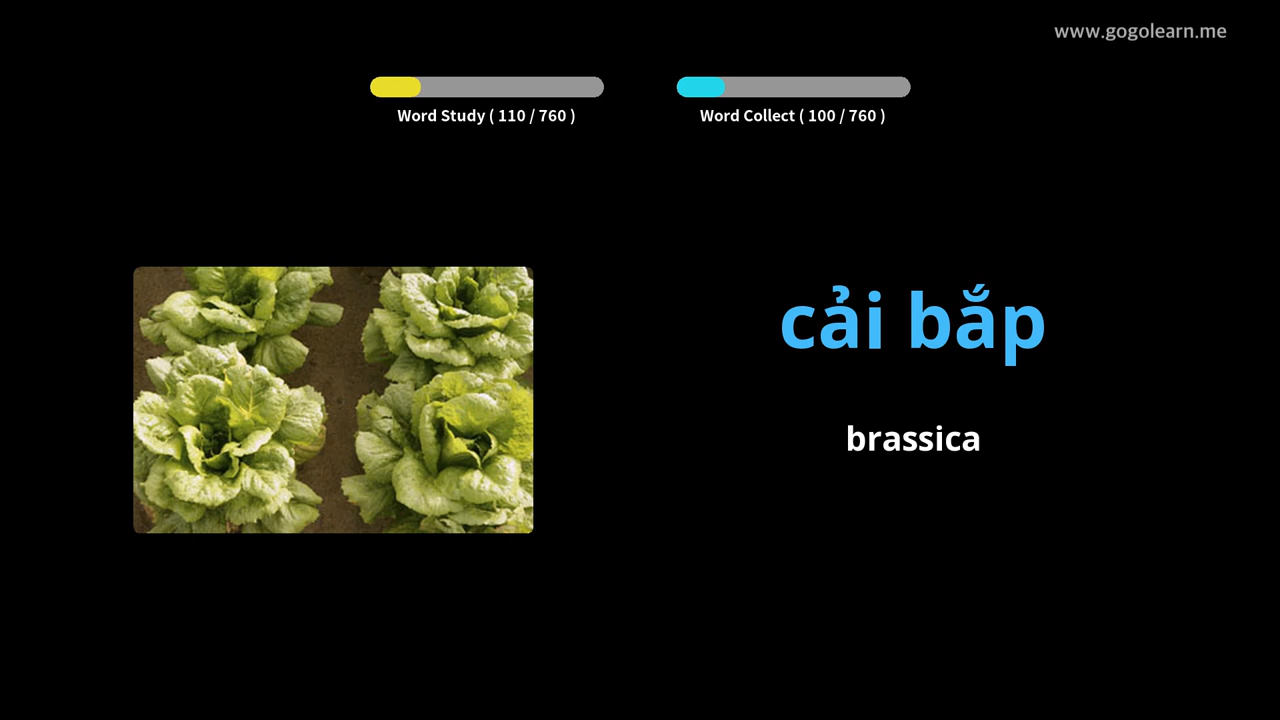 www.gogolearn.me
Word Study ( 110 / 760 )
Word Collect ( 100 / 760 )
cải bắp
brassica